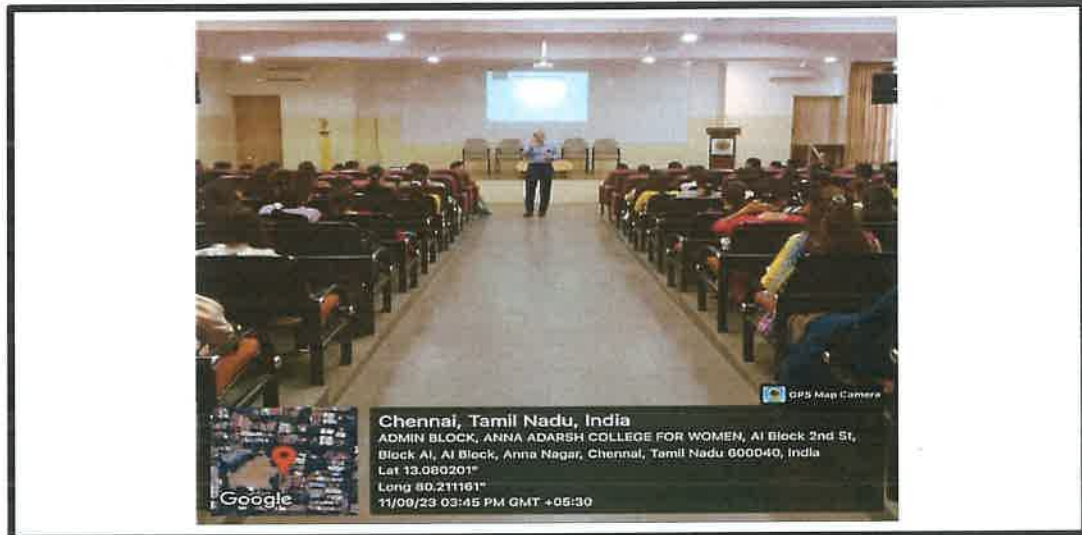 GPS Map Camera
Chennai, Tamil Nadu, India
ADMIN BLOCK, ANNA ADARSH COLLEGE FOR WOMEN, AI Block 2nd St,
Block AI, AI Block, Anna Nagar, Chennai, Tamil Nadu 600040, India
Lat 13.080201°
Long 80.211161°
11/09/23 03:45 PM GMT +05:30
Google